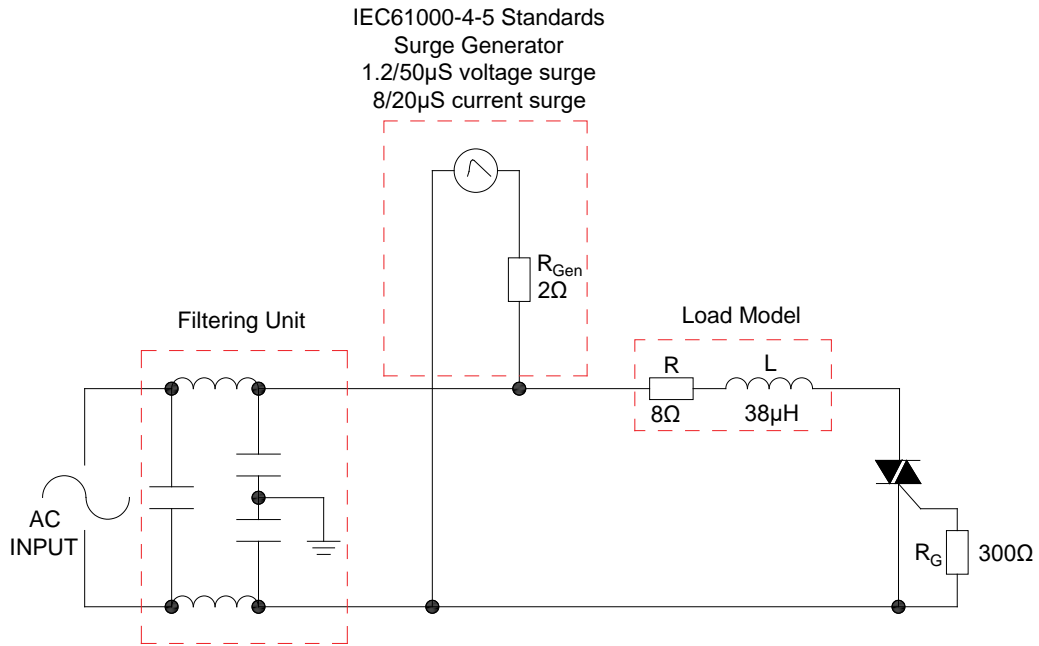 IEC61000-4-5 Standards
Surge Generator
1.2/50μS voltage surge
8/20μS current surge
RGen
2Ω
Filtering Unit
Load Model
R
L
8Ω
38μH
AC
INPUT
RG
300Ω